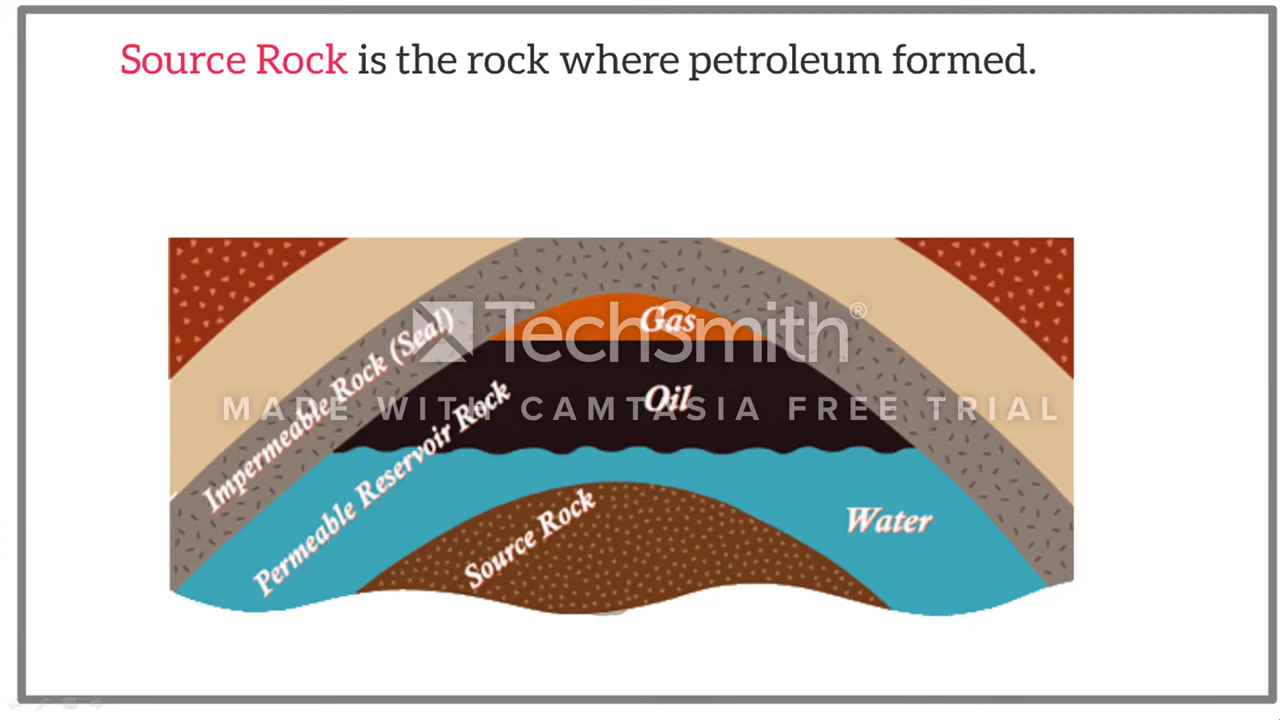 Source Rock is the rock where petroleum formed.
Gas
TechSmith®
Impermeable Rock (Seal)
Oil
MADE WITH CAMTASIA FREE TRIAL
Permeable Reservoir Rock
Source Rock
Water